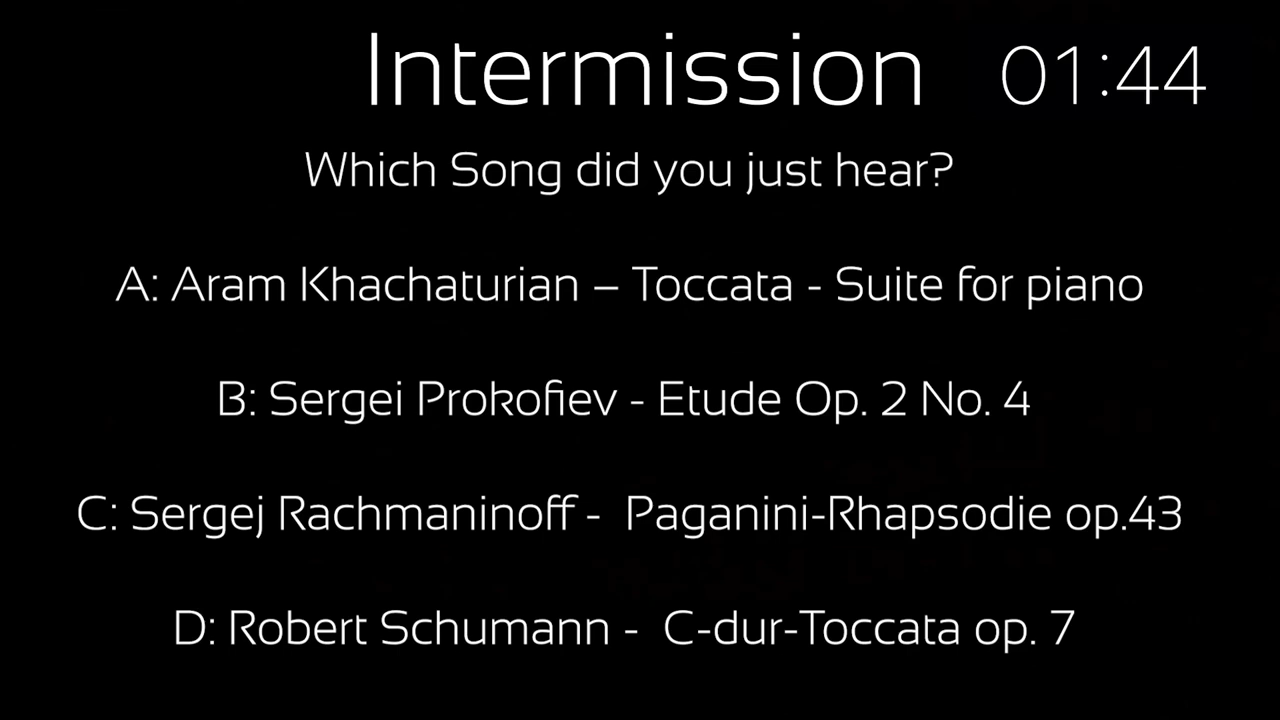 Intermission 01:44
Which Song did you just hear?
A: Aram Khachaturian – Toccata - Suite for piano
B: Sergei Prokofiev - Etude Op. 2 No. 4
C: Sergej Rachmaninoff - Paganini-Rhapsodie op.43
D: Robert Schumann - C-dur-Toccata op. 7